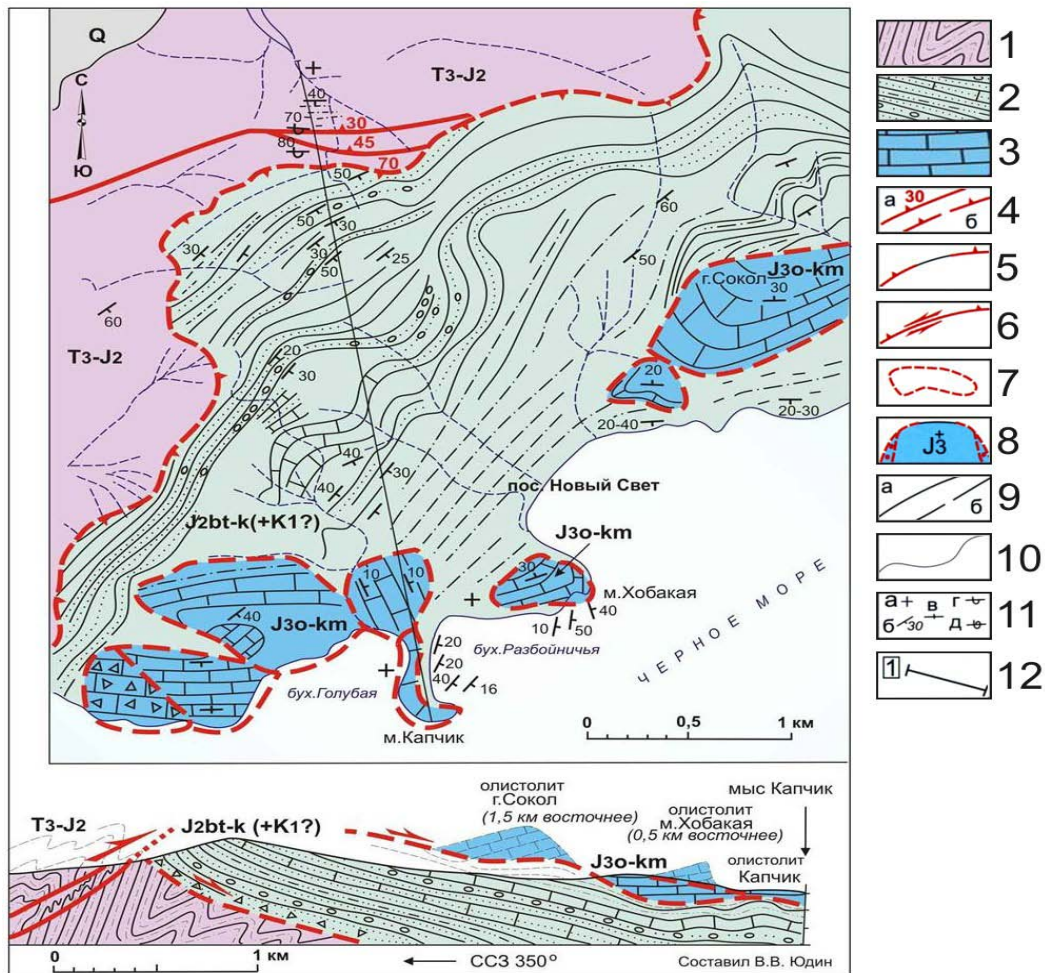 Q
С
Ю
T3-J2
40
70
80
30
45
70
50
50
30
30
30
50
25
60
50
60
T3-J2
г.Сокол
J3o-km
30
20
20-40
20-30
20
30
40
40
40
30
пос. Новый Свет
J2bt-k(+K1?)
J3o-km
10
10
30
м.Хобакая
40
10
50
40
J3o-km
20
20
40
16
бух.Разбойничья
бух.Голубая
м.Капчик
ЧЕРНОЕ МОРЕ
0 0,5 1 км
1
2
3
а 30 б 4
5
6
7
J3 8
а б 9
10
а в г б 30 д 11
1 12
T3-J2
J2bt-k (+K1?)
олистолит
г.Сокол
(1,5 км восточнее)
олистолит
м.Хобакая
(0,5 км восточнее)
мыс Капчик
J3o-km
олистолит
Капчик
0 1 км
ССЗ 350°
Составил В.В. Юдин